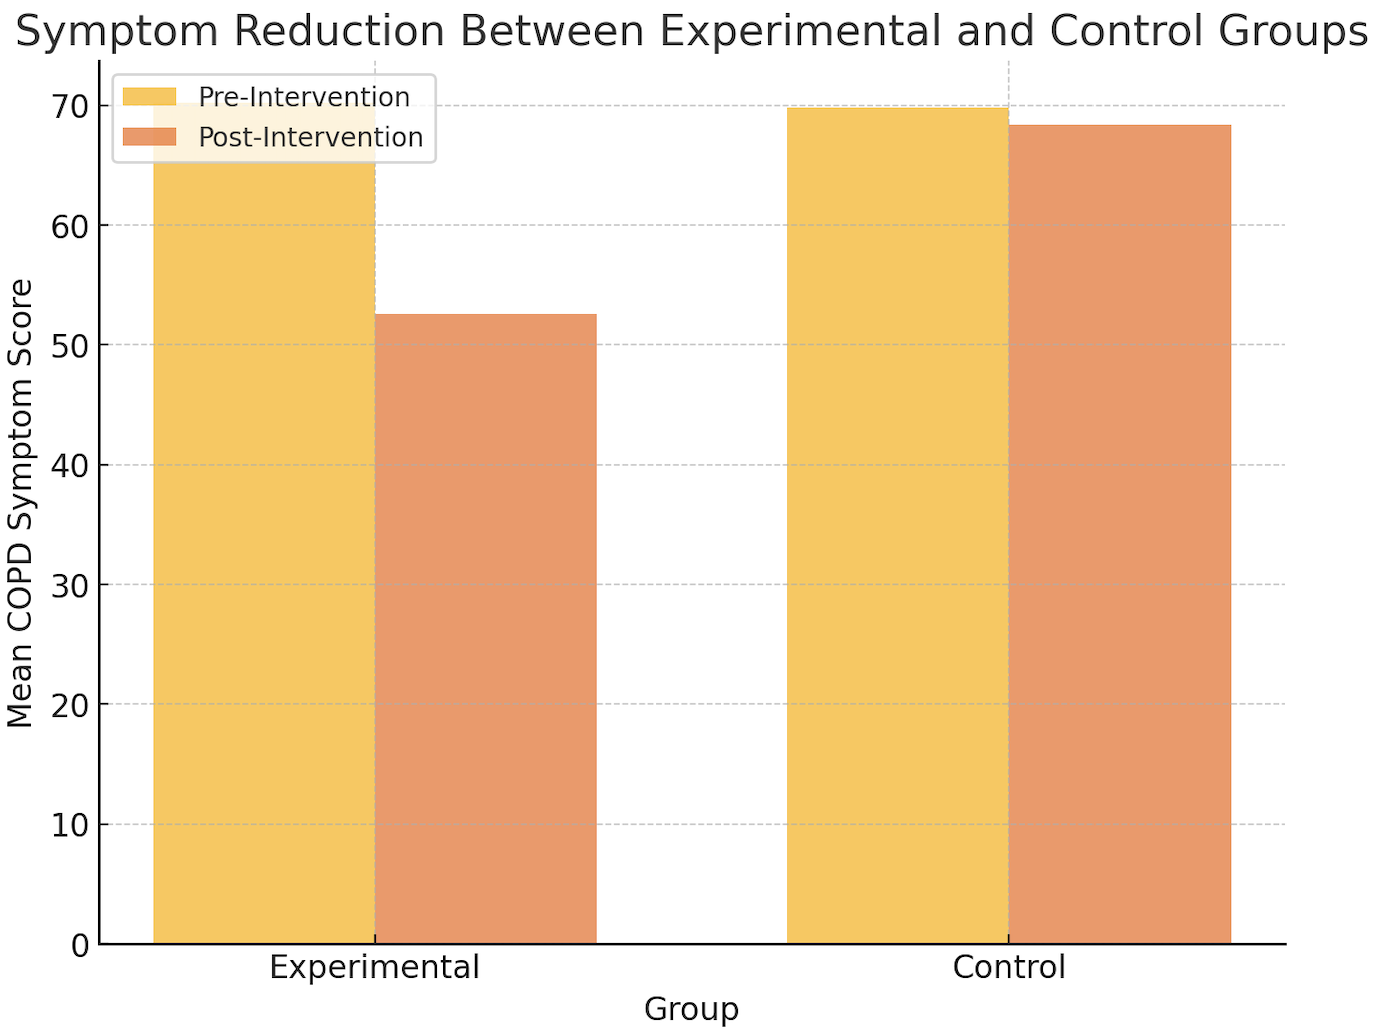 Symptom Reduction Between Experimental and Control Groups
Pre-Intervention
Post-Intervention
Mean COPD Symptom Score
70
60
50
40
30
20
10
0
Experimental
Control
Group